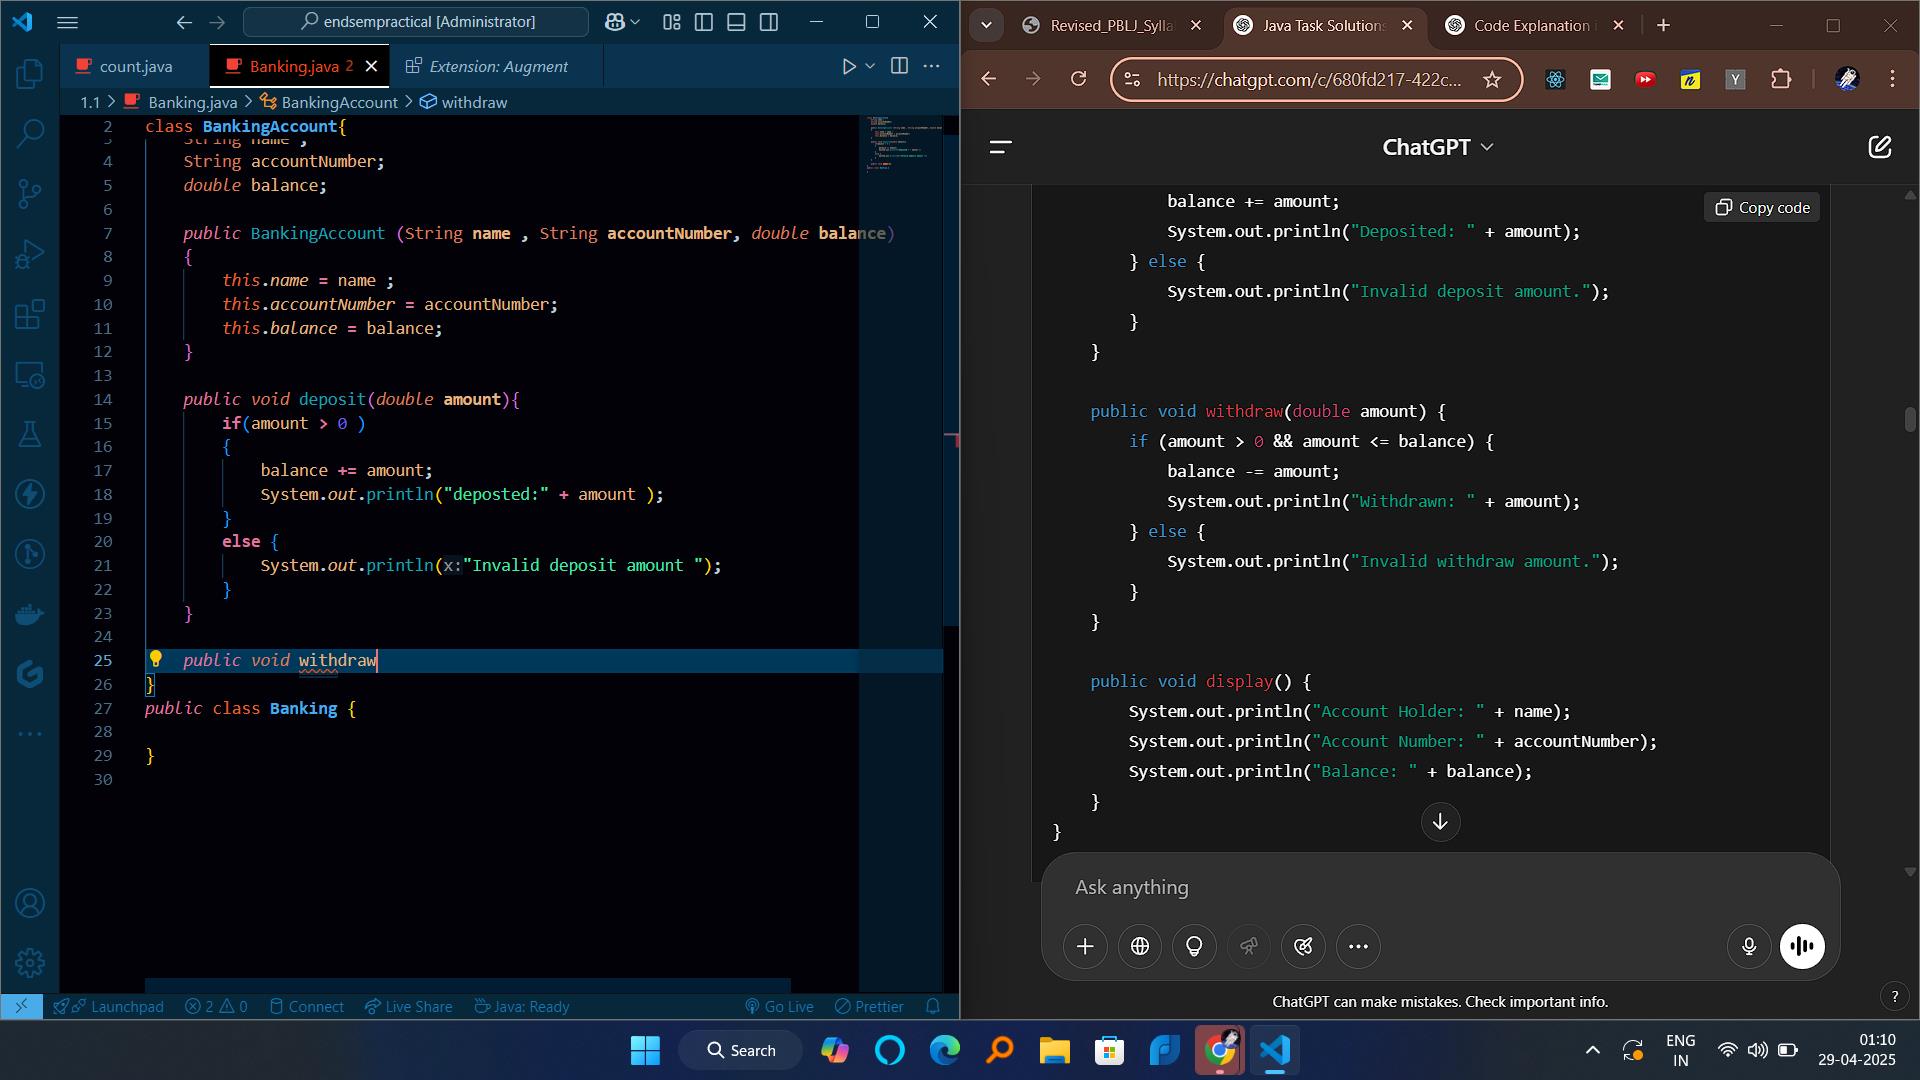 endsempractical [Administrator]
count.java
Banking.java 2
Extension: Augment
1.1 > Banking.java > BankingAccount > withdraw
2 class BankingAccount{
3 String name ;
4 String accountNumber;
5 double balance;
6
7 public BankingAccount (String name , String accountNumber, double balance)
8 {
9 this.name = name ;
10 this.accountNumber = accountNumber;
11 this.balance = balance;
12 }
13
14 public void deposit(double amount){
15 if(amount > 0 )
16 {
17 balance += amount;
18 System.out.println("deposted:" + amount );
19 }
20 else {
21 System.out.println(x:"Invalid deposit amount ");
22 }
23 }
24
25 public void withdraw
26 }
27 public class Banking {
28
29 }
30
Launchpad
2 0
Connect
Live Share
Java: Ready
Go Live
Prettier
Revised_PBLJ_Sylla
Java Task Solutions
Code Explanation i
https://chatgpt.com/c/680fd217-422c...
ChatGPT
Copy code
balance += amount;
System.out.println("Deposited: " + amount);
} else {
System.out.println("Invalid deposit amount.");
}
}
public void withdraw(double amount) {
if (amount > 0 && amount <= balance) {
balance -= amount;
System.out.println("Withdrawn: " + amount);
} else {
System.out.println("Invalid withdraw amount.");
}
}
public void display() {
System.out.println("Account Holder: " + name);
System.out.println("Account Number: " + accountNumber);
System.out.println("Balance: " + balance);
}
}
Ask anything
ChatGPT can make mistakes. Check important info.
?
Search
ENG
IN
01:10
29-04-2025